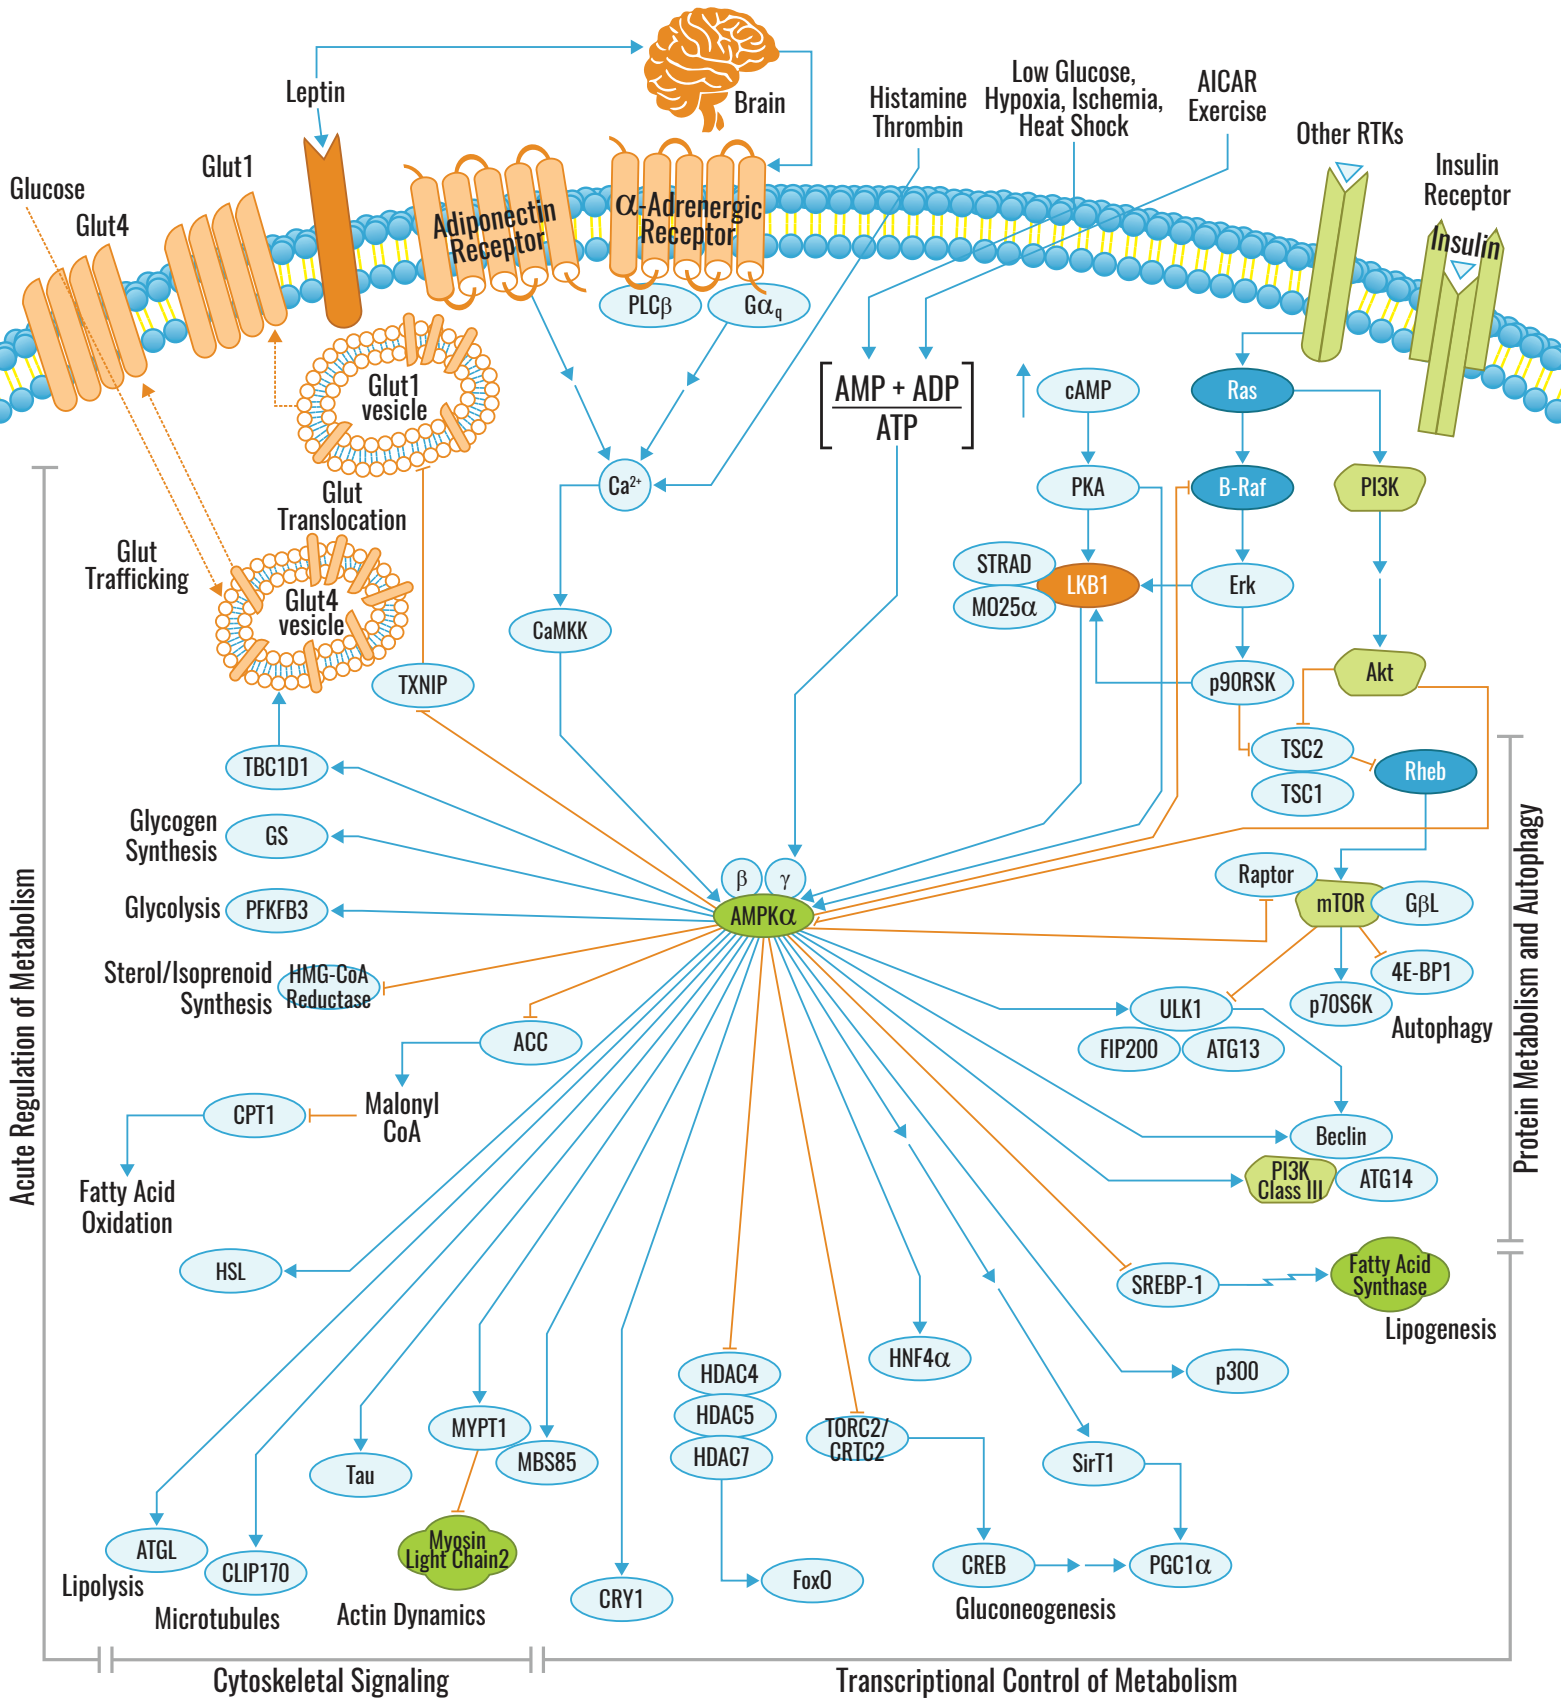 Leptin
Brain
Histamine
Thrombin
Low Glucose,
Hypoxia, Ischemia,
Heat Shock
AICAR
Exercise
Other RTKs
Insulin
Receptor
Insulin
Glucose
Glut4
Glut1
Adiponectin
Receptor
α-Adrenergic
Receptor
PLCβ
Gαq
Glut1
vesicle
AMP + ADP
ATP
cAMP
Ras
Ca2+
PKA
B-Raf
PI3K
Glut
Translocation
Glut
Trafficking
Glut4
vesicle
STRAD
MO25α
LKB1
Erk
CaMKK
TXNIP
p90RSK
Akt
TBC1D1
TSC2
TSC1
Rheb
Glycogen
Synthesis
GS
β
γ
AMPKα
Raptor
mTOR
GβL
Glycolysis
PFKFB3
Sterol/Isoprenoid
Synthesis
HMG-CoA
Reductase
4E-BP1
p70S6K
Autophagy
ACC
ULK1
FIP200
ATG13
Malonyl
CoA
CPT1
Beclin
PI3K
Class III
ATG14
Fatty Acid
Oxidation
HSL
SREBP-1
Fatty Acid
Synthase
Lipogenesis
HNF4α
p300
HDAC4
HDAC5
HDAC7
TORC2/
CRTC2
SirT1
MYPT1
MBS85
Tau
Myosin
Light Chain2
ATGL
Lipolysis
CLIP170
Microtubules
Actin Dynamics
CRY1
FoxO
CREB
PGC1α
Gluconeogenesis
Acute Regulation of Metabolism
Protein Metabolism and Autophagy
Cytoskeletal Signaling
Transcriptional Control of Metabolism